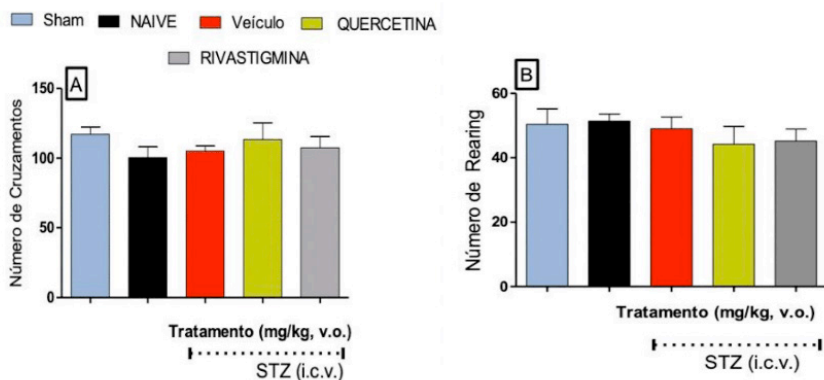 Sham NAIVE Veículo QUERCETINA
RIVASTIGMINA
A
Número de Cruzamentos
150
100
50
0
Tratamento (mg/kg, v.o.)
STZ (i.c.v.)
B
Número de Rearing
60
40
20
0
Tratamento (mg/kg, v.o.)
STZ (i.c.v.)